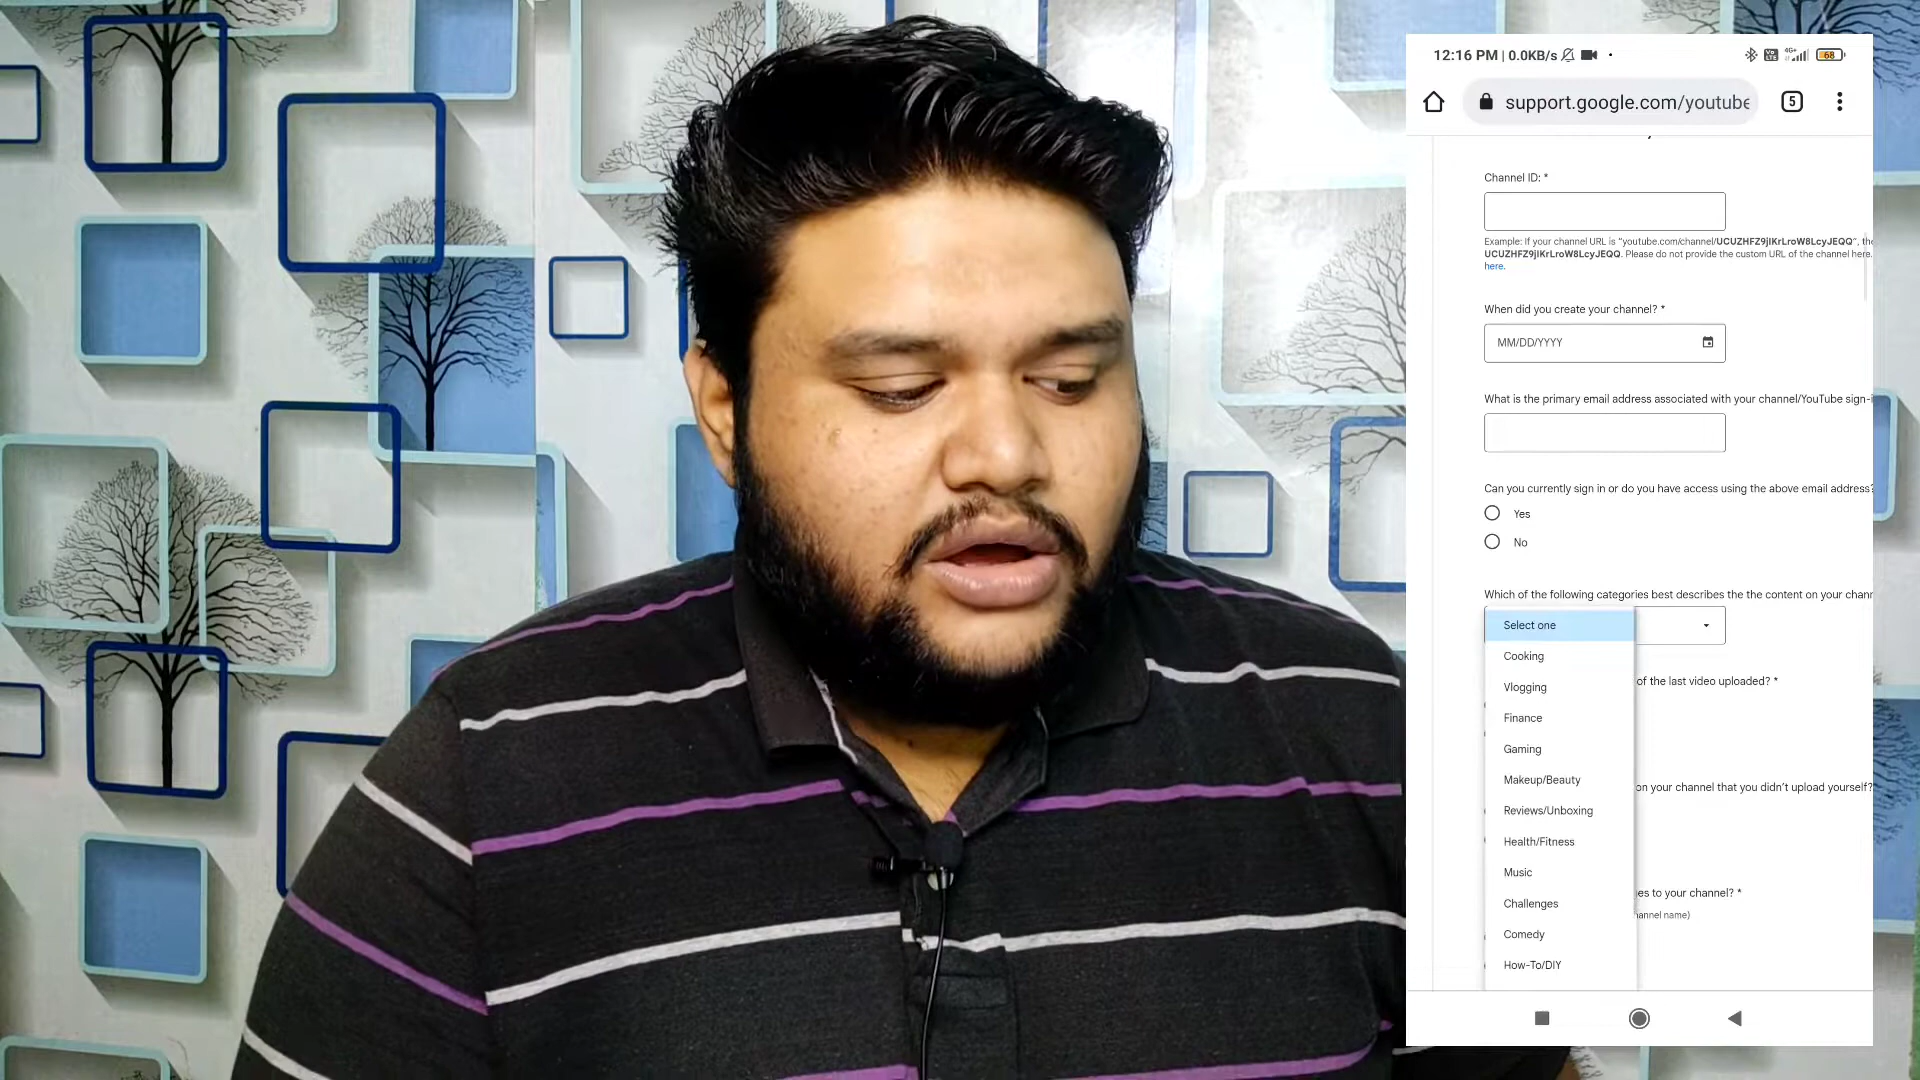 12:16 PM | 0.0KB/s
4G+
68
support.google.com/youtube
5
Channel ID: *
Example: If your channel URL is "youtube.com/channel/UCUZHFZ9jIKrLroW8LcyJEQQ", the
UCUZHFZ9jIKrLroW8LcyJEQQ. Please do not provide the custom URL of the channel here.
here.
When did you create your channel? *
MM/DD/YYYY
What is the primary email address associated with your channel/YouTube sign-i
Can you currently sign in or do you have access using the above email address?
Yes
No
Which of the following categories best describes the the content on your chann
Select one
Cooking
of the last video uploaded? *
Vlogging
Finance
Gaming
Makeup/Beauty
on your channel that you didn't upload yourself?
Reviews/Unboxing
Health/Fitness
Music
es to your channel? *
Challenges
hannel name)
Comedy
How-To/DIY